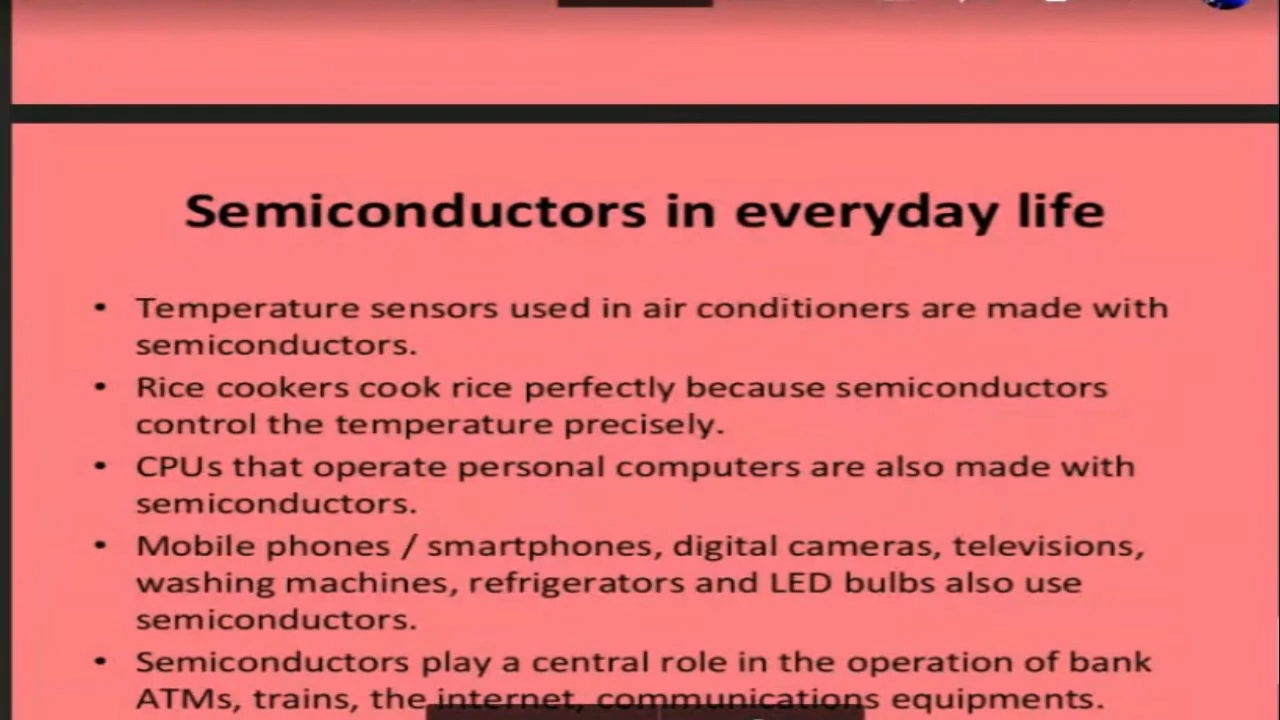 Semiconductors in everyday life
• Temperature sensors used in air conditioners are made with
semiconductors.
• Rice cookers cook rice perfectly because semiconductors
control the temperature precisely.
• CPUs that operate personal computers are also made with
semiconductors.
• Mobile phones / smartphones, digital cameras, televisions,
washing machines, refrigerators and LED bulbs also use
semiconductors.
• Semiconductors play a central role in the operation of bank
ATMs, trains, the internet, communications equipments.